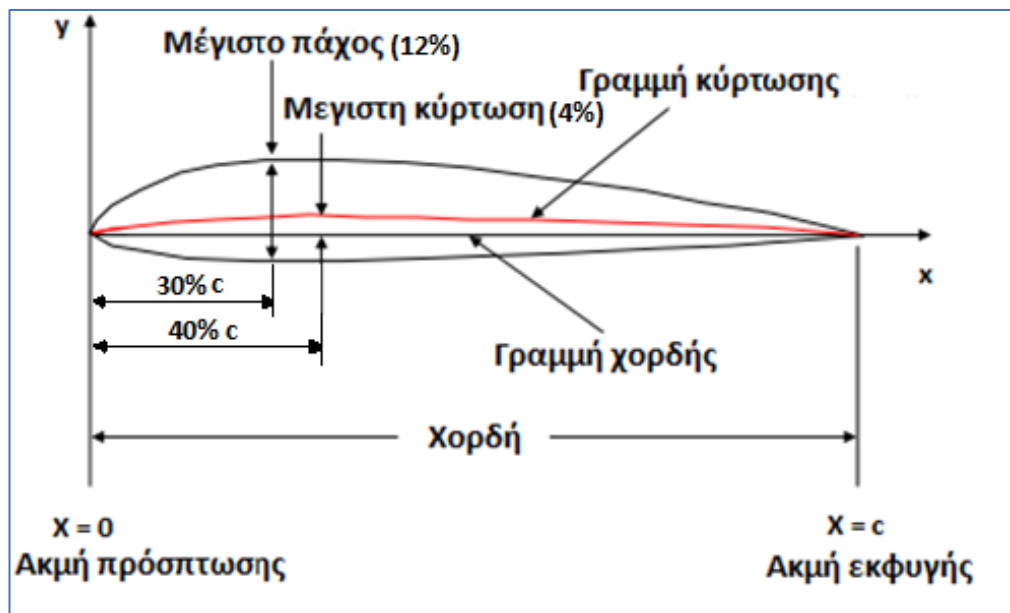 y
Μέγιστο πάχος (12%)
Μεγιστη κύρτωση (4%)
Γραμμή κύρτωσης
x
30% c
40% c
Γραμμή χορδής
Χορδή
X = 0
Ακμή πρόσπτωσης
X = c
Ακμή εκφυγής